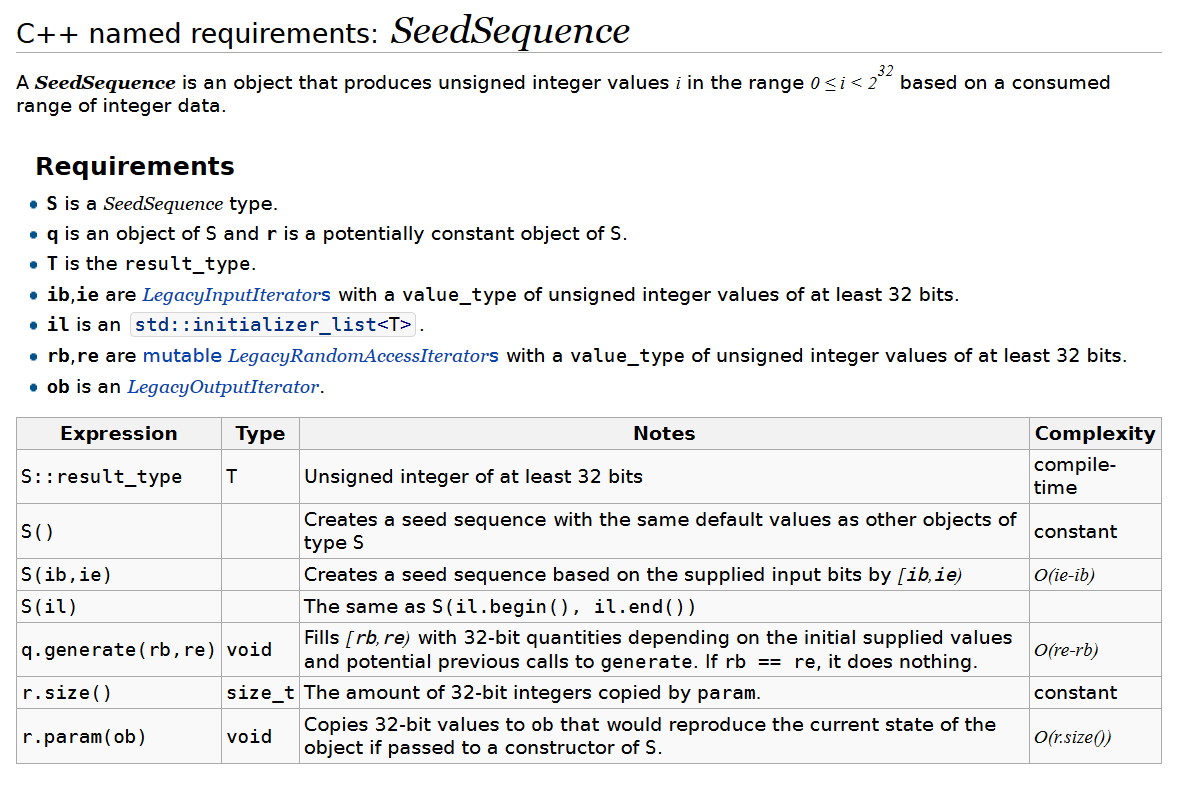 C++ named requirements: SeedSequence
A SeedSequence is an object that produces unsigned integer values i in the range 0 ≤ i < 2^32 based on a consumed
range of integer data.
Requirements
• S is a SeedSequence type.
• q is an object of S and r is a potentially constant object of S.
• T is the result_type.
• ib,ie are LegacyInputIterators with a value_type of unsigned integer values of at least 32 bits.
• il is an std::initializer_list<T>.
• rb,re are mutable LegacyRandomAccessIterators with a value_type of unsigned integer values of at least 32 bits.
• ob is an LegacyOutputIterator.
Expression Type Notes Complexity
S::result_type T Unsigned integer of at least 32 bits compile-
time
S() Creates a seed sequence with the same default values as other objects of
type S constant
S(ib,ie) Creates a seed sequence based on the supplied input bits by [ib,ie) O(ie-ib)
S(il) The same as S(il.begin(), il.end())
q.generate(rb,re) void Fills [rb,re) with 32-bit quantities depending on the initial supplied values
and potential previous calls to generate. If rb == re, it does nothing. O(re-rb)
r.size() size_t The amount of 32-bit integers copied by param. constant
r.param(ob) void Copies 32-bit values to ob that would reproduce the current state of the
object if passed to a constructor of S. O(r.size())